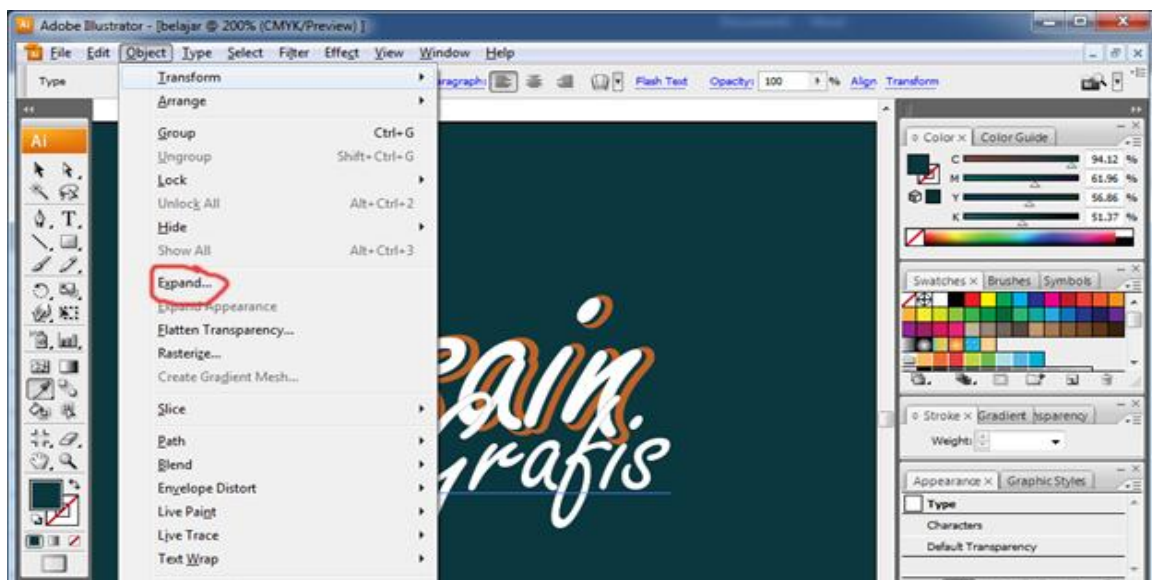 Adobe Illustrator - [belajar @ 200% (CMYK/Preview) ]
File Edit Object Type Select Filter Effect View Window Help
Type
Paragraph: Flash Text Opacity: 100 % Align Transform
Transform
Arrange
Group Ctrl+G
Ungroup Shift+Ctrl+G
Lock
Unlock All Alt+Ctrl+2
Hide
Show All Alt+Ctrl+3
Expand...
Expand Appearance
Flatten Transparency...
Rasterize...
Create Gradient Mesh...
Slice
Path
Blend
Envelope Distort
Live Paint
Live Trace
Text Wrap
Ai
sain
grafis
Color × Color Guide
C 94.12 %
M 61.96 %
Y 56.86 %
K 51.37 %
Swatches × Brushes Symbols
Stroke × Gradient nsparency
Weight:
Appearance × Graphic Styles
Type
Characters
Default Transparency